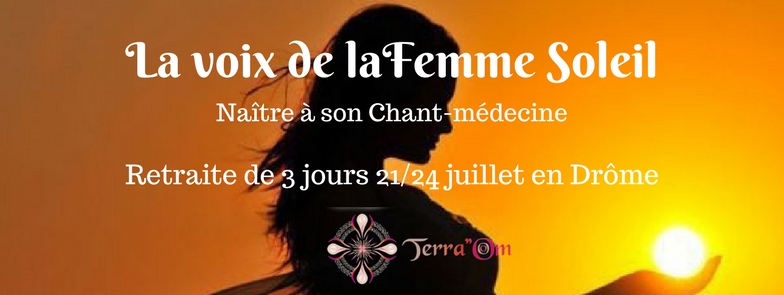 La voix de laFemme Soleil
Naître à son Chant-médecine
Retraite de 3 jours 21/24 juillet en Drôme
Terra"Om